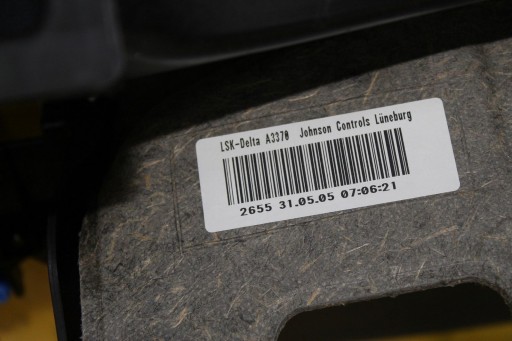 LSK-Delta A3370 Johnson Controls Lüneburg
2655 31.05.05 07:06:21